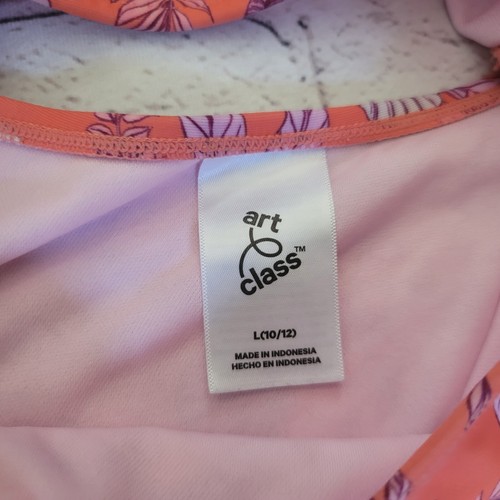 art
class™
L(10/12)
MADE IN INDONESIA
HECHO EN INDONESIA